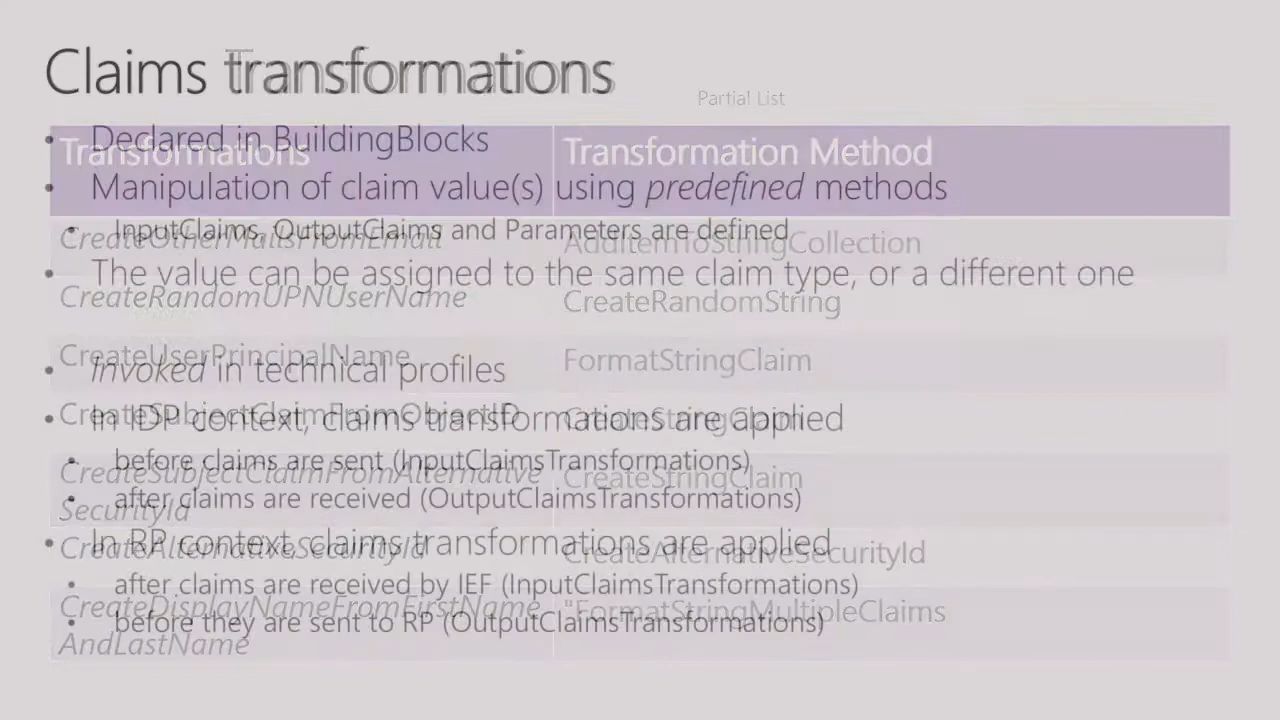 Claims transformations
Partial List
• Declared in BuildingBlocks
• Manipulation of claim value(s) using predefined methods
• InputClaims, OutputClaims and Parameters are defined
• The value can be assigned to the same claim type, or a different one
• Invoked in technical profiles
• In IDP context, claims transformations are applied
• before claims are sent (InputClaimsTransformations)
• after claims are received (OutputClaimsTransformations)
• In RP context, claims transformations are applied
• after claims are received by IEF (InputClaimsTransformations)
• before they are sent to RP (OutputClaimsTransformations)
Transformations Transformation Method
CreateOtherMailsFromEmail AddItemToStringCollection
CreateRandomUPNUserName CreateRandomString
CreateUserPrincipalName FormatStringClaim
CreateSubjectClaimFromObjectID CreateStringClaim
CreateSubjectClaimFromAlternative CreateStringClaim
SecurityId
CreateAlternativeSecurityId CreateAlternativeSecurityId
CreateDisplayNameFromFirstName "FormatStringMultipleClaims
AndLastName